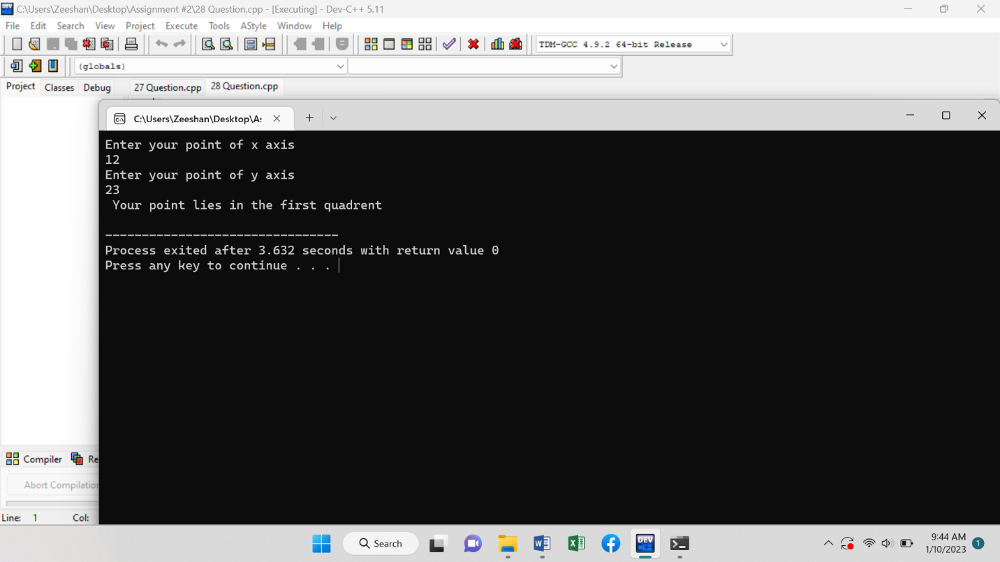 C:\Users\Zeeshan\Desktop\Assignment #2\28 Question.cpp - [Executing] - Dev-C++ 5.11
File Edit Search View Project Execute Tools AStyle Window Help
TDM-GCC 4.9.2 64-bit Release
(globals)
Project Classes Debug 27 Question.cpp 28 Question.cpp
C:\Users\Zeeshan\Desktop\As
Enter your point of x axis
12
Enter your point of y axis
23
Your point lies in the first quadrent
--------------------------------
Process exited after 3.632 seconds with return value 0
Press any key to continue . . .
Compiler Re
Abort Compilation
Line: 1 Col:
Search
DEV C++
9:44 AM
1/10/2023
1